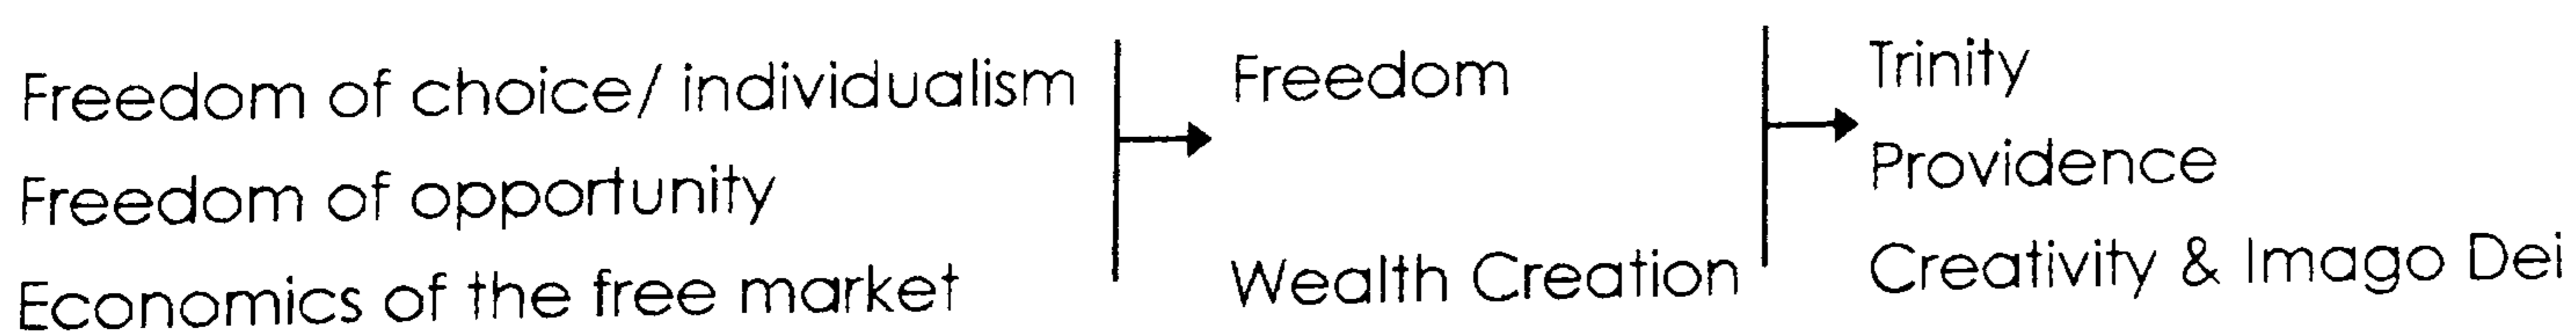 Freedom of choice/ individualism
Freedom of opportunity
Economics of the free market
Freedom
Wealth Creation
Trinity
Providence
Creativity & Imago Dei